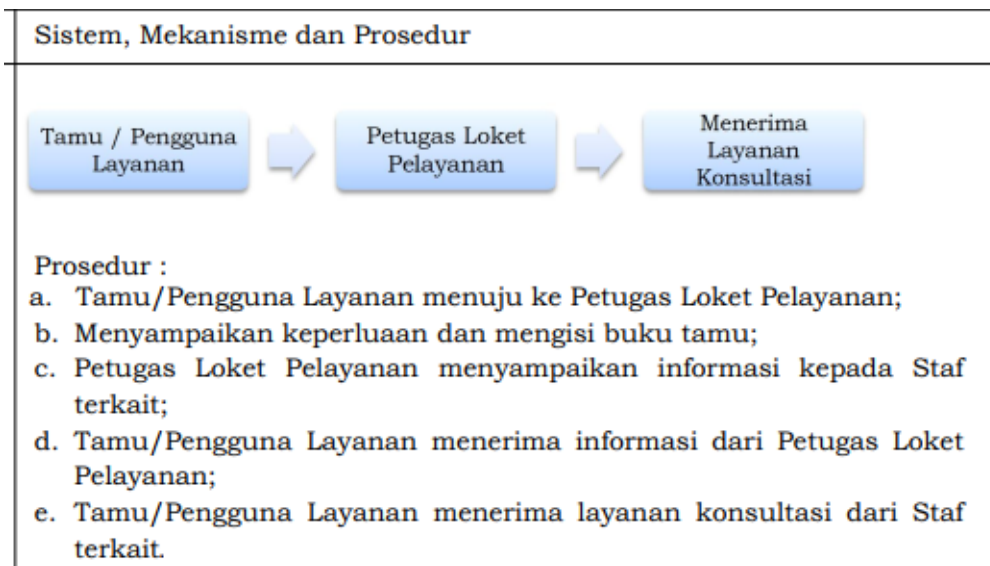 Sistem, Mekanisme dan Prosedur
Tamu / Pengguna
Layanan
Petugas Loket
Pelayanan
Menerima
Layanan
Konsultasi
Prosedur :
a. Tamu/Pengguna Layanan menuju ke Petugas Loket Pelayanan;
b. Menyampaikan keperluaan dan mengisi buku tamu;
c. Petugas Loket Pelayanan menyampaikan informasi kepada Staf
terkait;
d. Tamu/Pengguna Layanan menerima informasi dari Petugas Loket
Pelayanan;
e. Tamu/Pengguna Layanan menerima layanan konsultasi dari Staf
terkait.